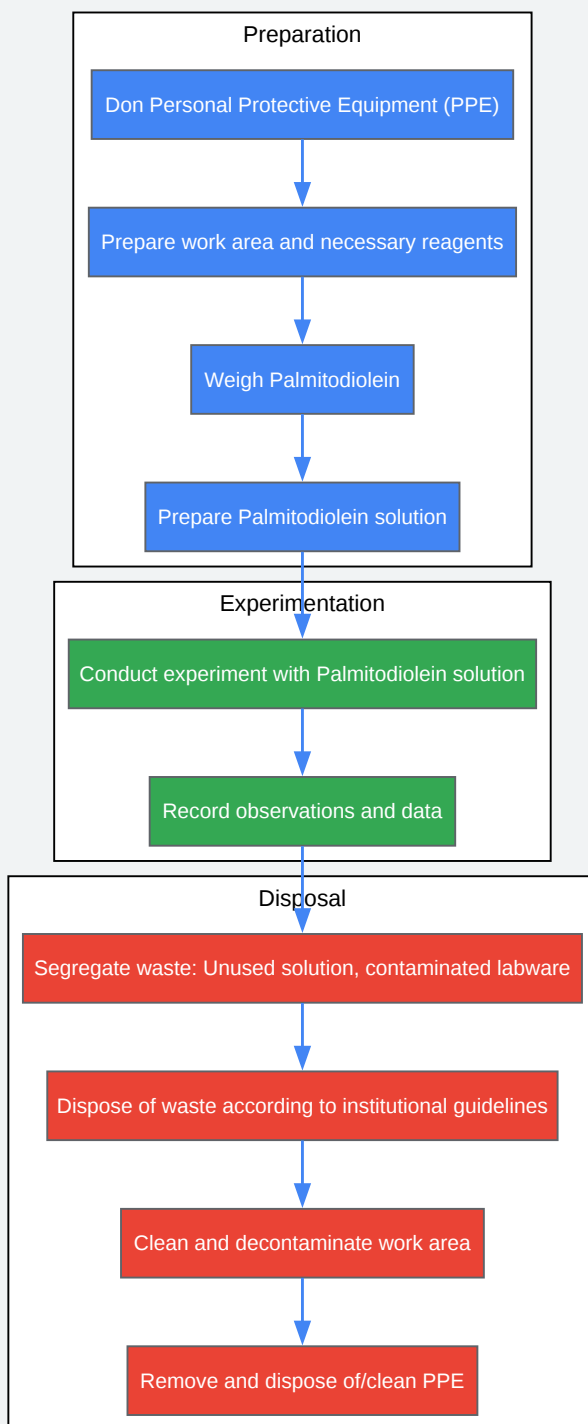 Preparation
Don Personal Protective Equipment (PPE)
Prepare work area and necessary reagents
Weigh Palmitodiolein
Prepare Palmitodiolein solution
Experimentation
Conduct experiment with Palmitodiolein solution
Record observations and data
Disposal
Segregate waste: Unused solution, contaminated labware
Dispose of waste according to institutional guidelines
Clean and decontaminate work area
Remove and dispose of/clean PPE